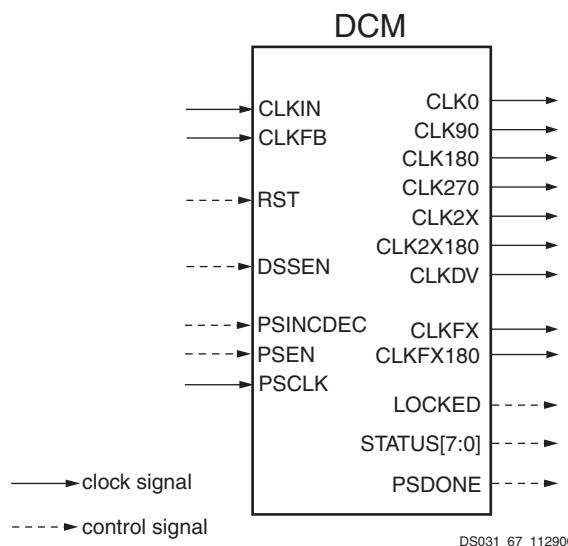 DCM
CLKIN
CLKFB
RST
DSSEN
PSINCDEC
PSEN
PSCLK
CLK0
CLK90
CLK180
CLK270
CLK2X
CLK2X180
CLKDV
CLKFX
CLKFX180
LOCKED
STATUS[7:0]
PSDONE
clock signal
control signal
DS031_67_112900